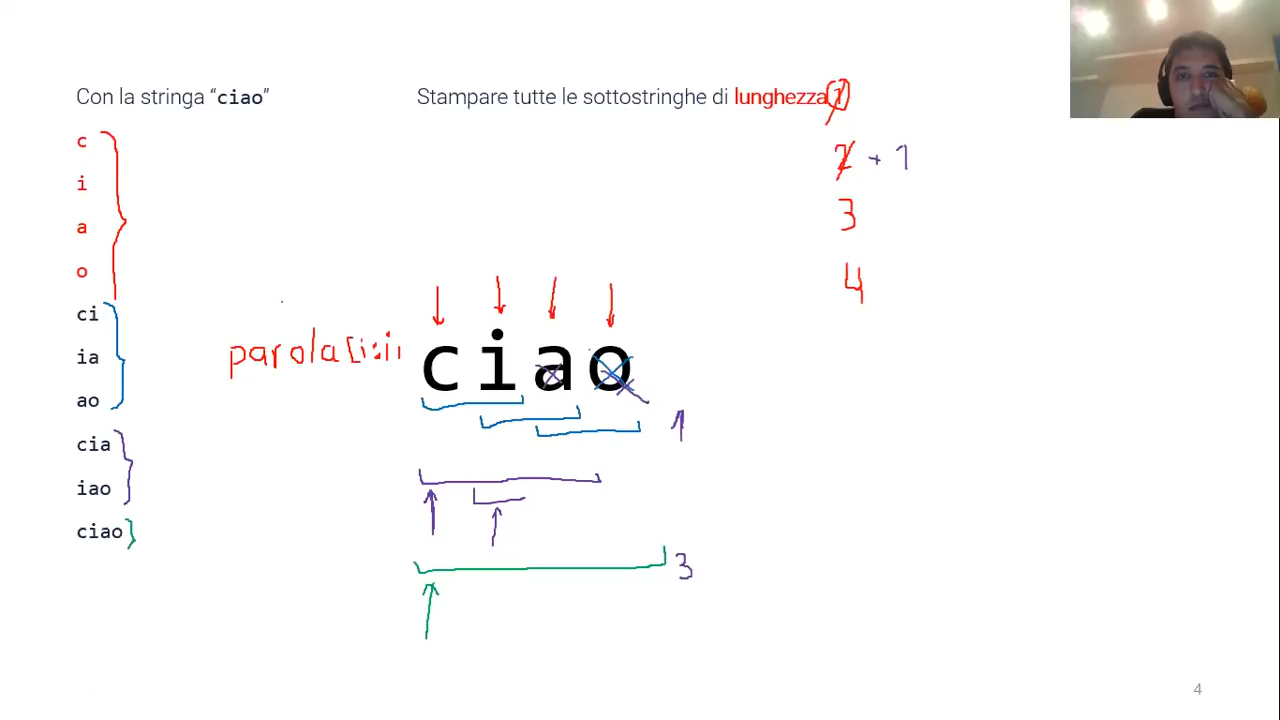 Con la stringa “ciao”
Stampare tutte le sottostringhe di lunghezza 1
c
i
a
o
ci
ia
ao
cia
iao
ciao
2 + 1
3
4
parola[i:i
ciao
1
3
4